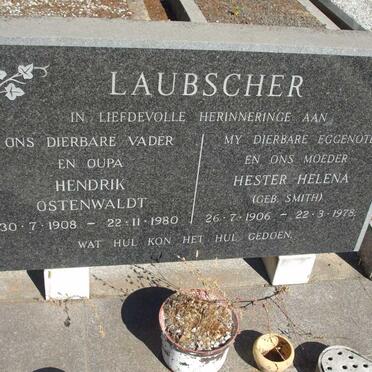 LAUBSCHER
IN LIEFDEVOLLE HERINNERINGE AAN
ONS DIERBARE VADER
EN OUPA
HENDRIK
OSTENWALDT
30·7·1908 – 22·11·1980
MY DIERBARE EGGENOTE
EN ONS MOEDER
HESTER HELENA
(GEB. SMITH)
26·7·1906 – 22·3·1978.
WAT HUL KON HET HUL GEDOEN.